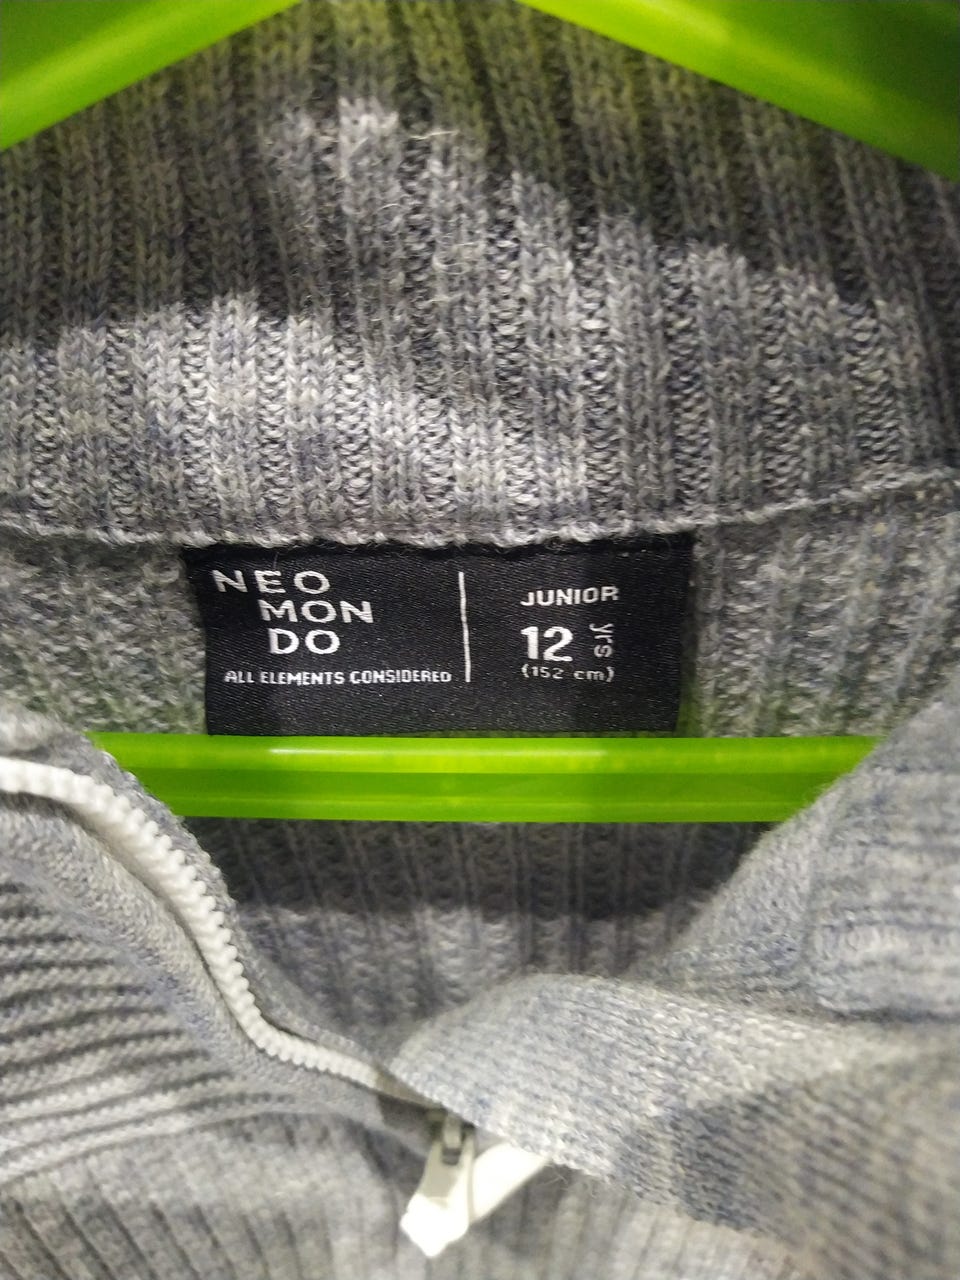 NEO
MON
DO
ALL ELEMENTS CONSIDERED
JUNIOR
12 yrs
(152 cm)